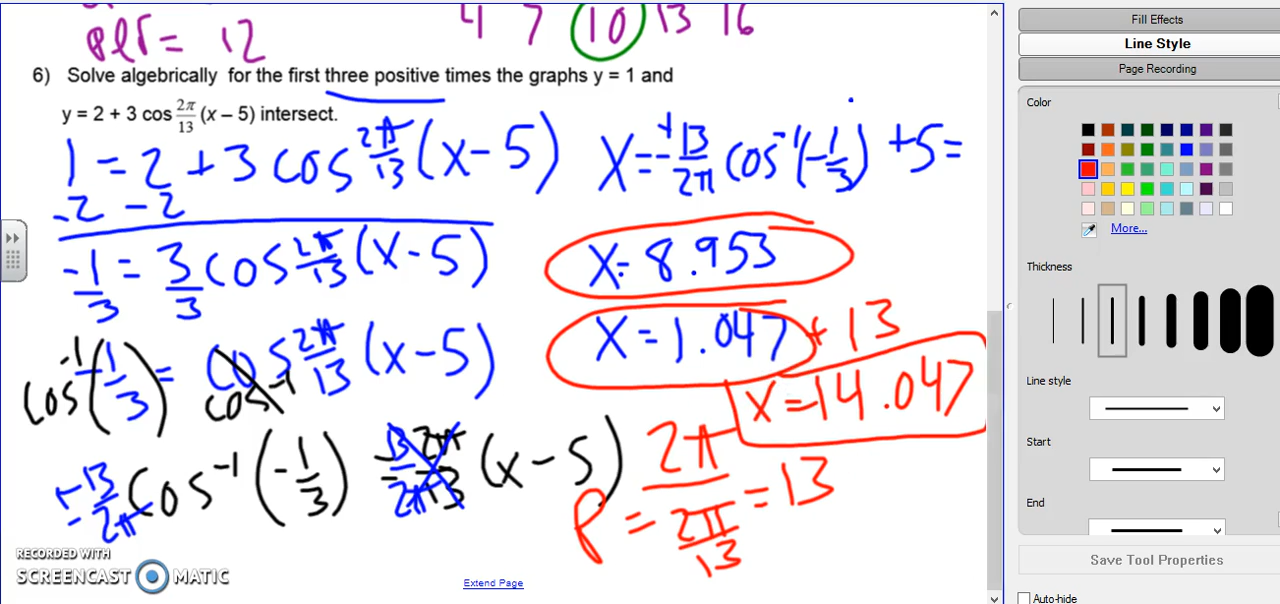 per = 12
4 7 10 13 16
6) Solve algebraically for the first three positive times the graphs y = 1 and
y = 2 + 3 cos 2π/13 (x – 5) intersect.
1 = 2 + 3 cos 2π/13 (x – 5)
-2 -2
-1/3 = 3/3 cos 2π/13 (x – 5)
cos⁻¹(-1/3) = cos⁻¹ cos 2π/13 (x – 5)
± 13/2π cos⁻¹(-1/3) = 13/2π 2π/13 (x – 5)
x = ± 13/2π cos⁻¹(-1/3) + 5 =
x = 8.953
x = 1.047 + 13
x = 14.047
P = 2π / 2π/13 = 13
RECORDED WITH
SCREENCAST MATIC
Extend Page
Fill Effects
Line Style
Page Recording
Color
More...
Thickness
Line style
Start
End
Save Tool Properties
Auto-hide